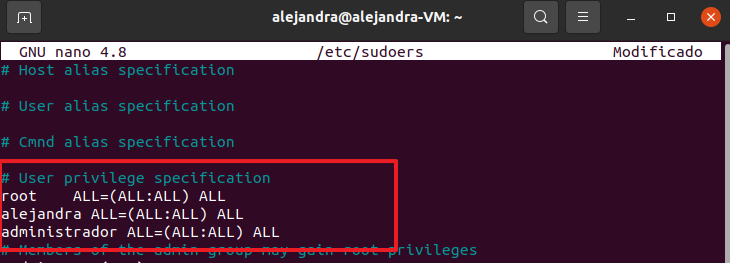 alejandra@alejandra-VM: ~
GNU nano 4.8 /etc/sudoers Modificado
# Host alias specification
# User alias specification
# Cmnd alias specification
# User privilege specification
root    ALL=(ALL:ALL) ALL
alejandra ALL=(ALL:ALL) ALL
administrador ALL=(ALL:ALL) ALL
# Members of the admin group may gain root privileges